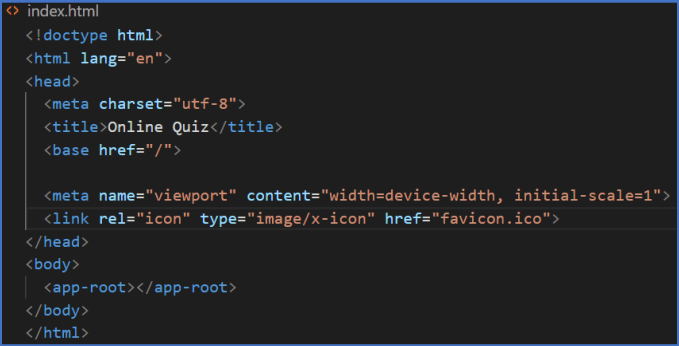 <> index.html
<!doctype html>
<html lang="en">
<head>
<meta charset="utf-8">
<title>Online Quiz</title>
<base href="/">
<meta name="viewport" content="width=device-width, initial-scale=1">
<link rel="icon" type="image/x-icon" href="favicon.ico">
</head>
<body>
<app-root></app-root>
</body>
</html>